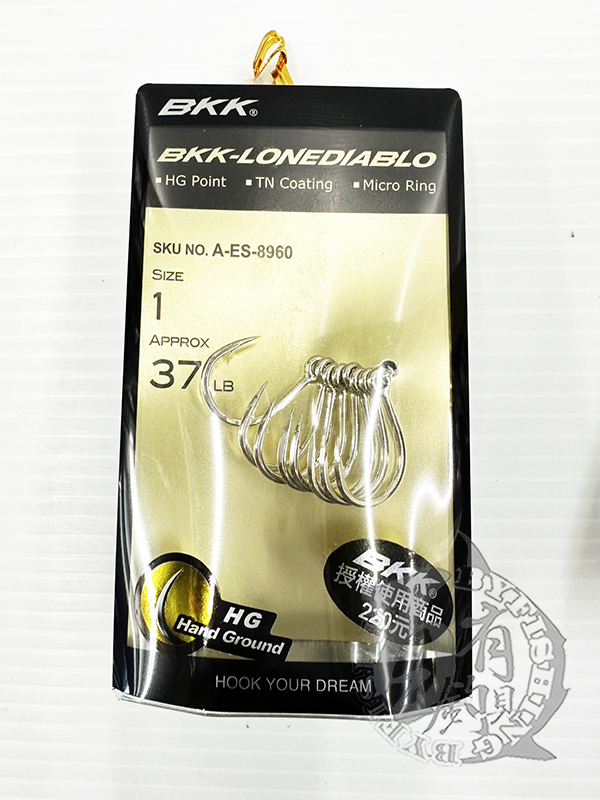 BKK®
BKK-LONEDIABLO
▪ HG Point ▪ TN Coating ▪ Micro Ring
SKU NO. A-ES-8960
SIZE
1
APPROX
37 LB
BKK®
授權使用商品
220元
HG
Hand Ground
HOOK YOUR DREAM